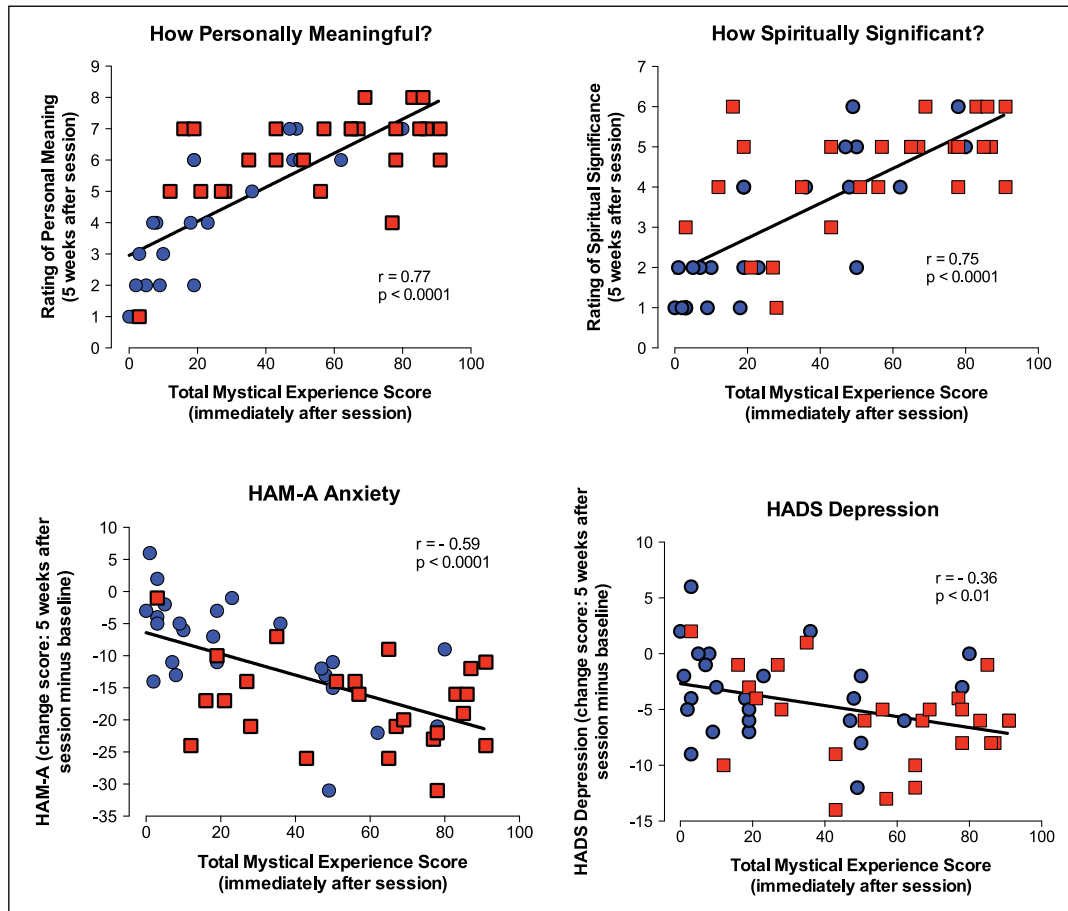 How Personally Meaningful?
Rating of Personal Meaning
(5 weeks after session)
9
8
7
6
5
4
3
2
1
0
r = 0.77
p < 0.0001
0 20 40 60 80 100
Total Mystical Experience Score
(immediately after session)
How Spiritually Significant?
Rating of Spiritual Significance
(5 weeks after session)
7
6
5
4
3
2
1
0
r = 0.75
p < 0.0001
0 20 40 60 80 100
Total Mystical Experience Score
(immediately after session)
HAM-A Anxiety
HAM-A (change score: 5 weeks after
session minus baseline)
10
5
0
-5
-10
-15
-20
-25
-30
-35
r = - 0.59
p < 0.0001
0 20 40 60 80 100
Total Mystical Experience Score
(immediately after session)
HADS Depression
HADS Depression (change score: 5 weeks after
session minus baseline)
10
5
0
-5
-10
-15
r = - 0.36
p < 0.01
0 20 40 60 80 100
Total Mystical Experience Score
(immediately after session)